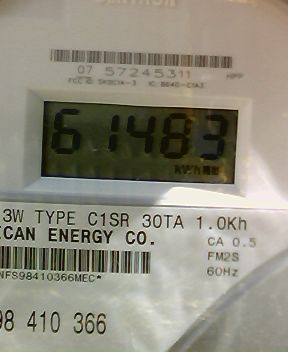 07 57245311 HPP
61483
kWh
3W TYPE C1SR 30TA 1.0Kh
CAN ENERGY CO. CA 0.5
FM2S
NFS98410366MEC* 60Hz
98 410 366